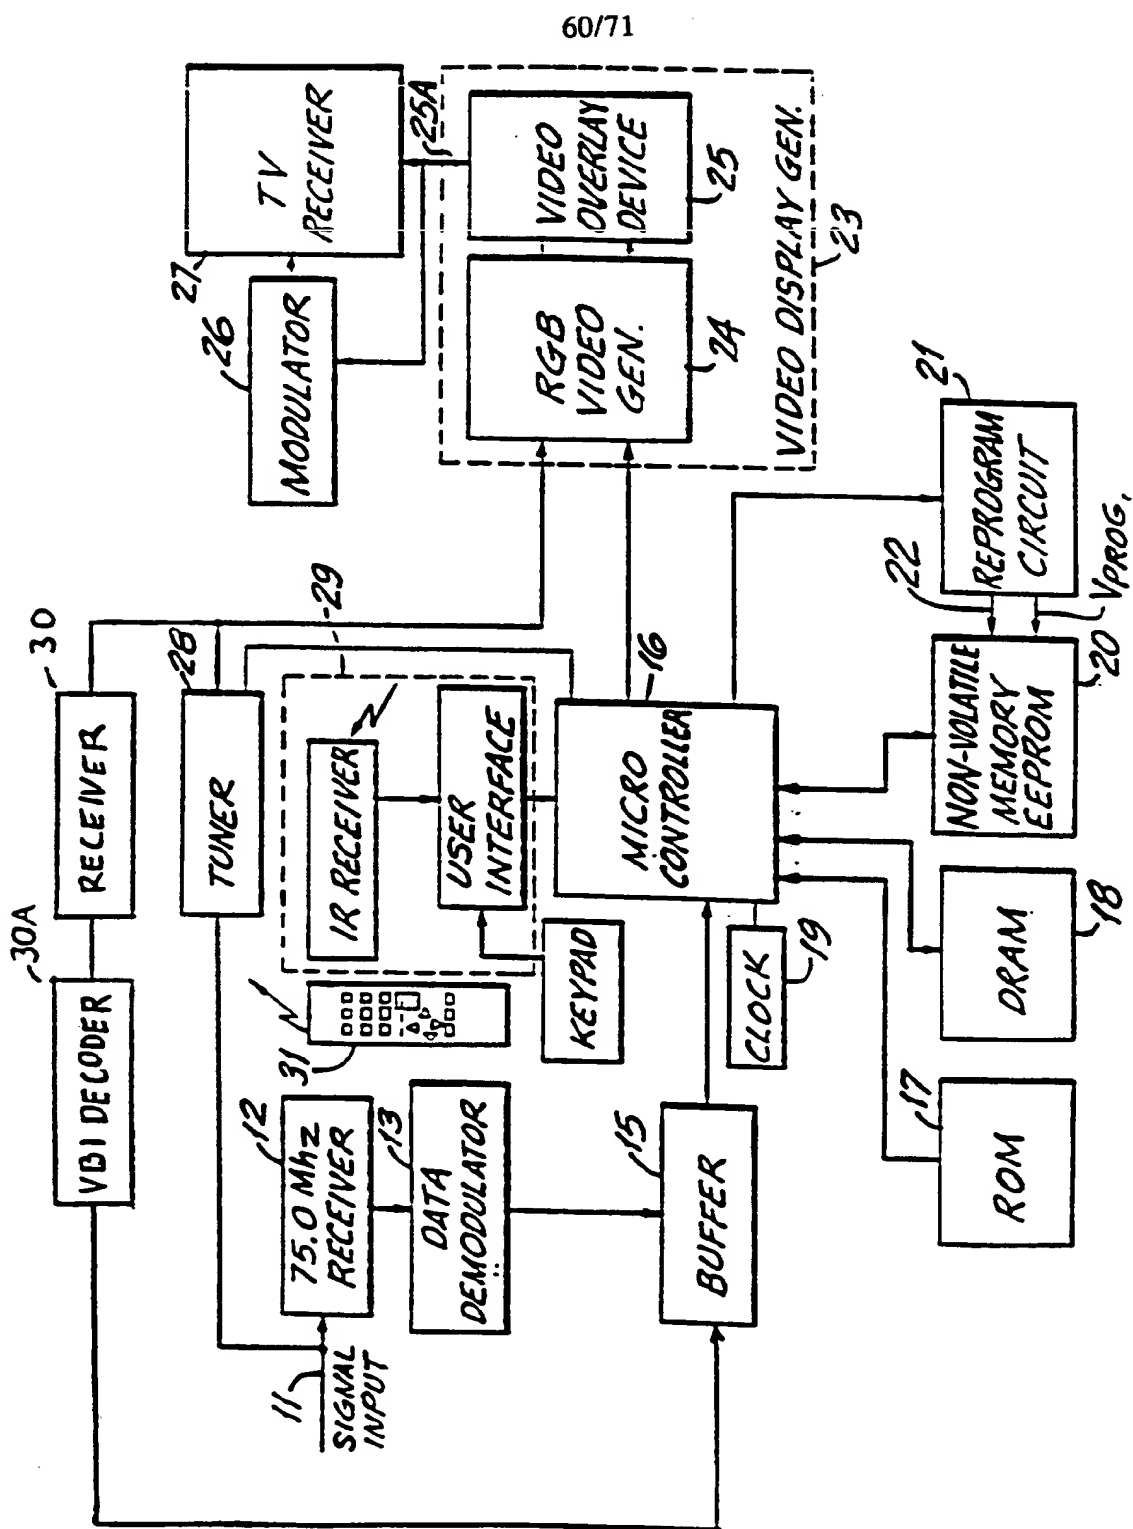 60/71
30A
VBI DECODER
30
RECEIVER
28
TUNER
11
SIGNAL
INPUT
12
75.0 Mhz
RECEIVER
13
DATA
DEMODULATOR
31
29
IR RECEIVER
USER
INTERFACE
KEYPAD
26
MODULATOR
27
TV
RECEIVER
25A
RGB
VIDEO
GEN.
24
VIDEO
OVERLAY
DEVICE
25
VIDEO DISPLAY GEN.
23
15
BUFFER
CLOCK
19
16
MICRO
CONTROLLER
17
ROM
DRAM
18
NON-VOLATILE
MEMORY
EEPROM
20
22
VPROG.
21
REPROGRAM
CIRCUIT